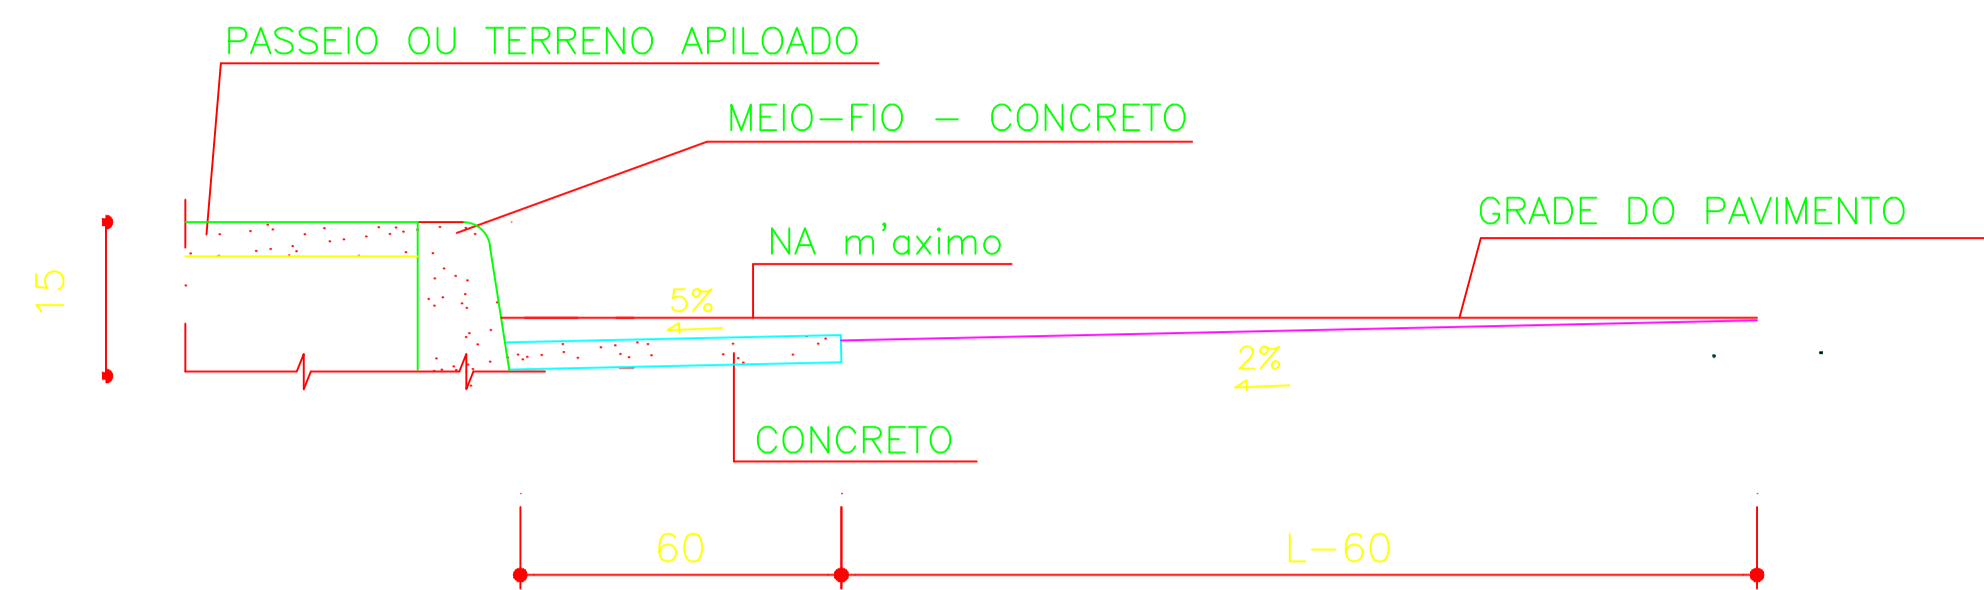 PASSEIO OU TERRENO APILOADO
MEIO-FIO - CONCRETO
GRADE DO PAVIMENTO
NA m'aximo
15
5%
2%
CONCRETO
60
L-60